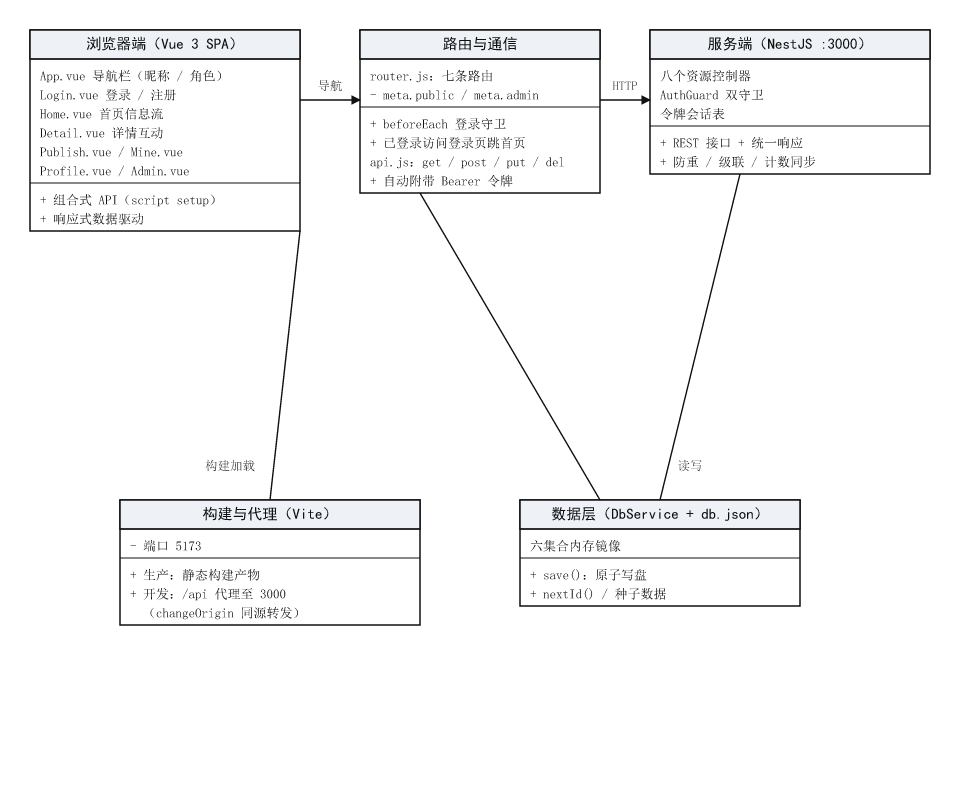 浏览器端（Vue 3 SPA）
App.vue 导航栏（昵称 / 角色）
Login.vue 登录 / 注册
Home.vue 首页信息流
Detail.vue 详情互动
Publish.vue / Mine.vue
Profile.vue / Admin.vue
+ 组合式 API（script setup）
+ 响应式数据驱动
导航
路由与通信
router.js: 七条路由
- meta.public / meta.admin
+ beforeEach 登录守卫
+ 已登录访问登录页跳首页
api.js: get / post / put / del
+ 自动附带 Bearer 令牌
HTTP
服务端（NestJS :3000）
八个资源控制器
AuthGuard 双守卫
令牌会话表
+ REST 接口 + 统一响应
+ 防重 / 级联 / 计数同步
构建加载
读写
构建与代理（Vite）
- 端口 5173
+ 生产: 静态构建产物
+ 开发: /api 代理至 3000
（changeOrigin 同源转发）
数据层（DbService + db.json）
六集合内存镜像
+ save(): 原子写盘
+ nextId() / 种子数据